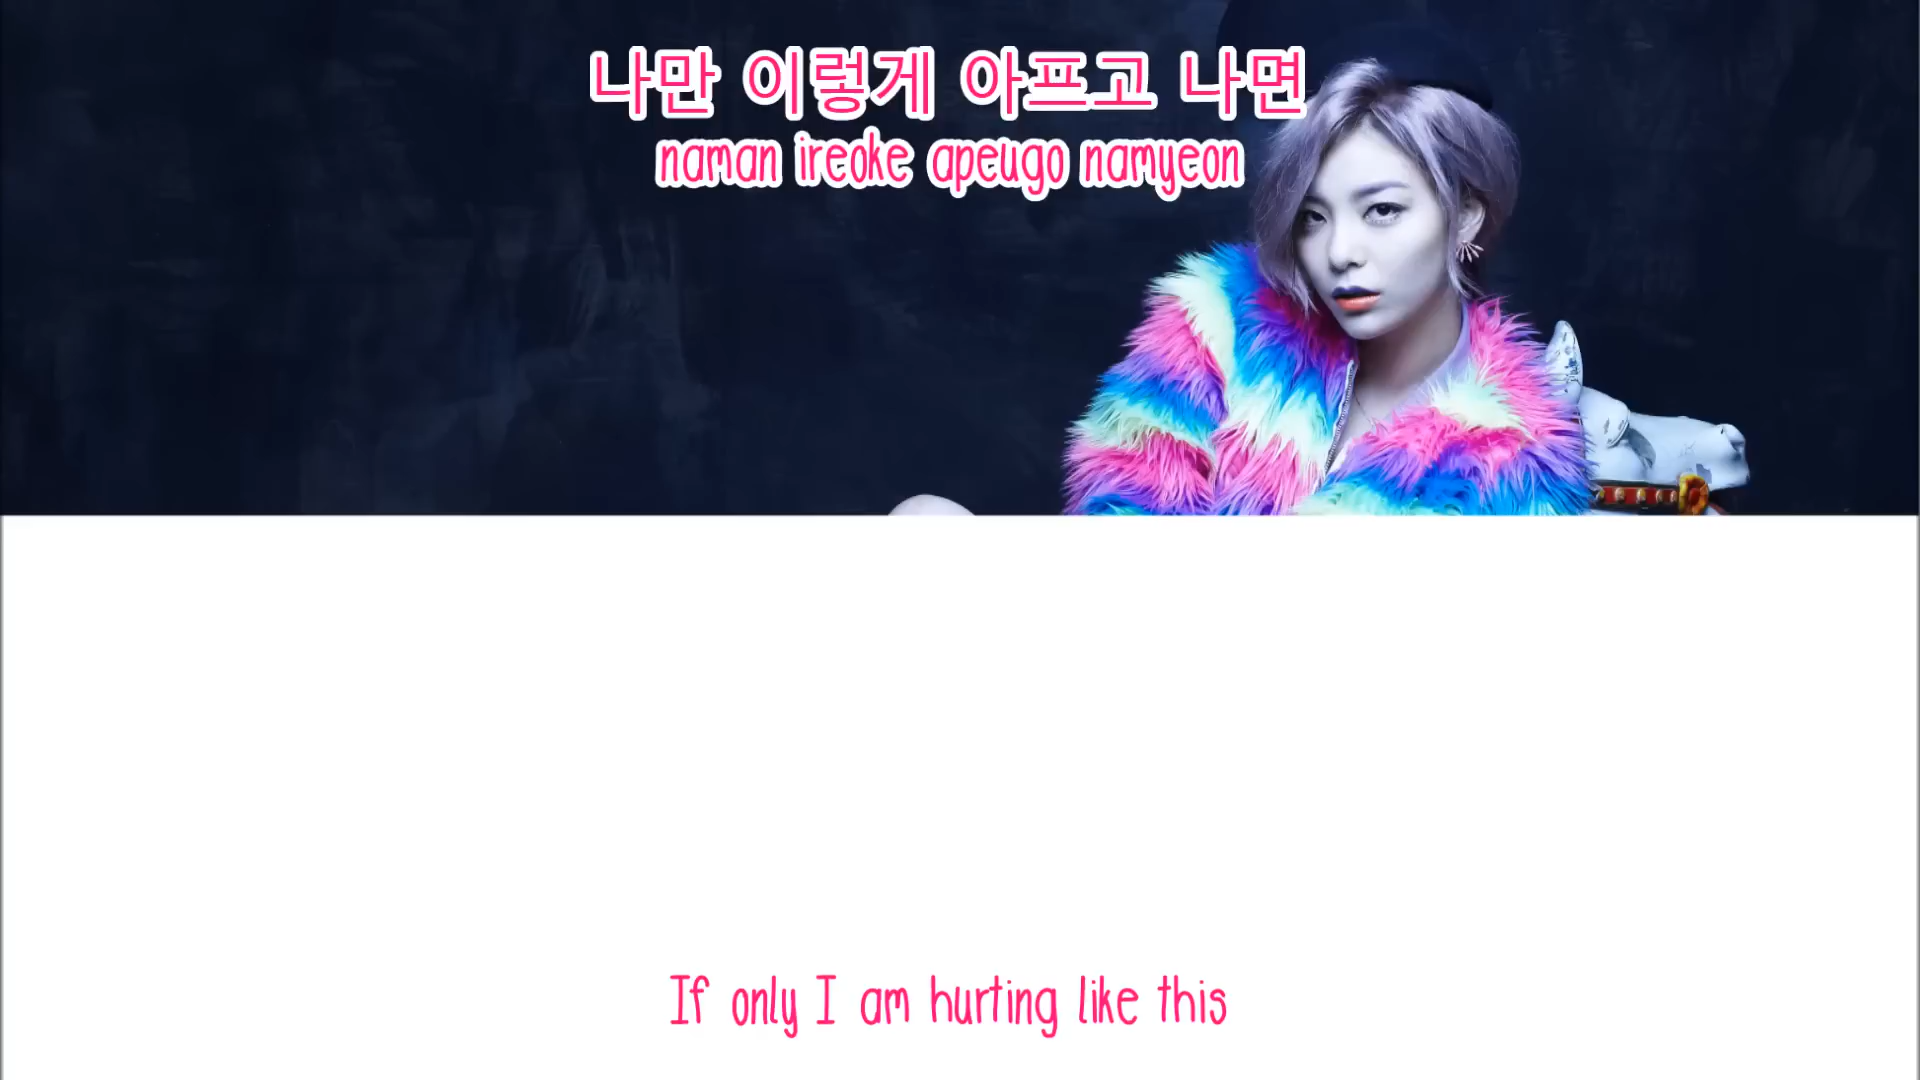 나만 이렇게 아프고 나면
naman ireoke apeugo namyeon
If only I am hurting like this